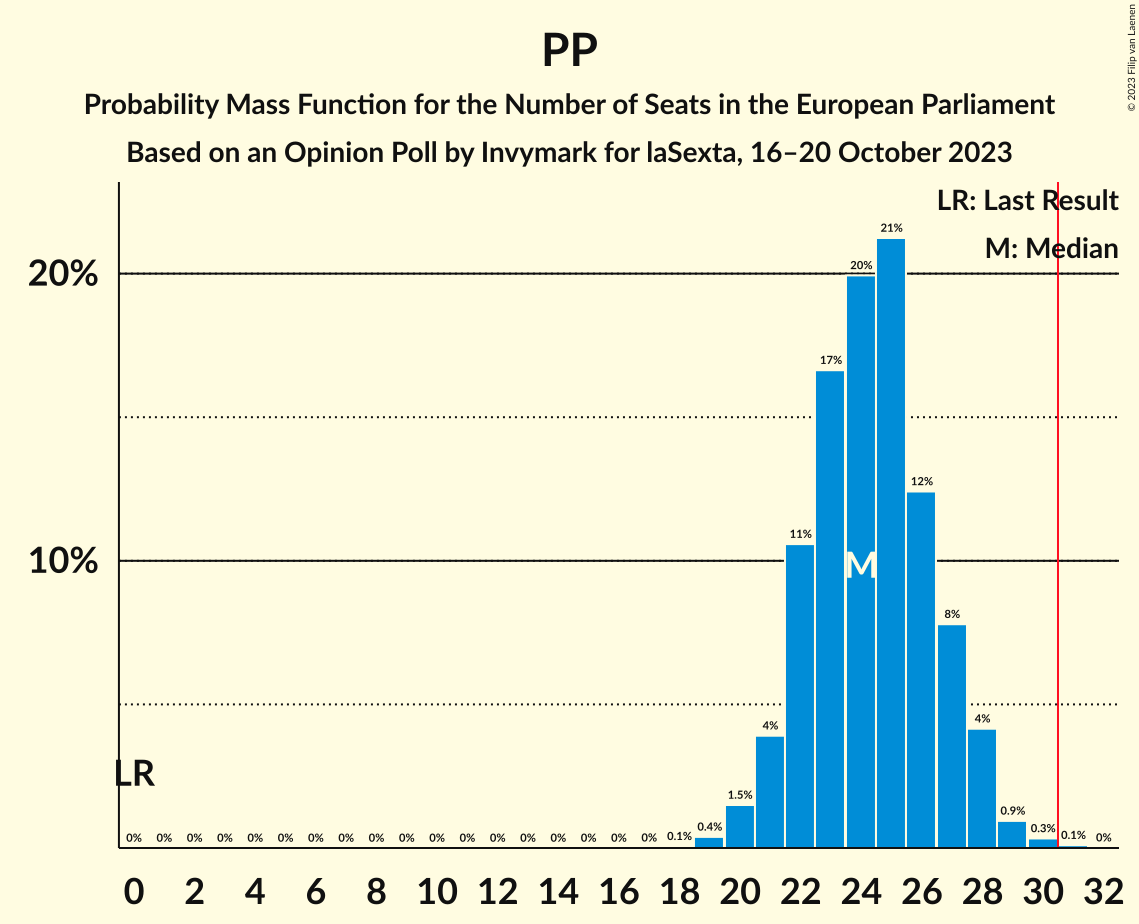 PP
Probability Mass Function for the Number of Seats in the European Parliament
Based on an Opinion Poll by Invymark for laSexta, 16–20 October 2023
© 2023 Filip van Laenen
LR: Last Result
M: Median
20%
10%
0% 0% 0% 0% 0% 0% 0% 0% 0% 0% 0% 0% 0% 0% 0% 0% 0% 0% 0.1% 0.4% 1.5% 4% 11% 17% 20% 21% 12% 8% 4% 0.9% 0.3% 0.1% 0%
M
LR
0 2 4 6 8 10 12 14 16 18 20 22 24 26 28 30 32